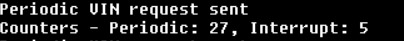 Periodic VIN request sent
Counters - Periodic: 27, Interrupt: 5